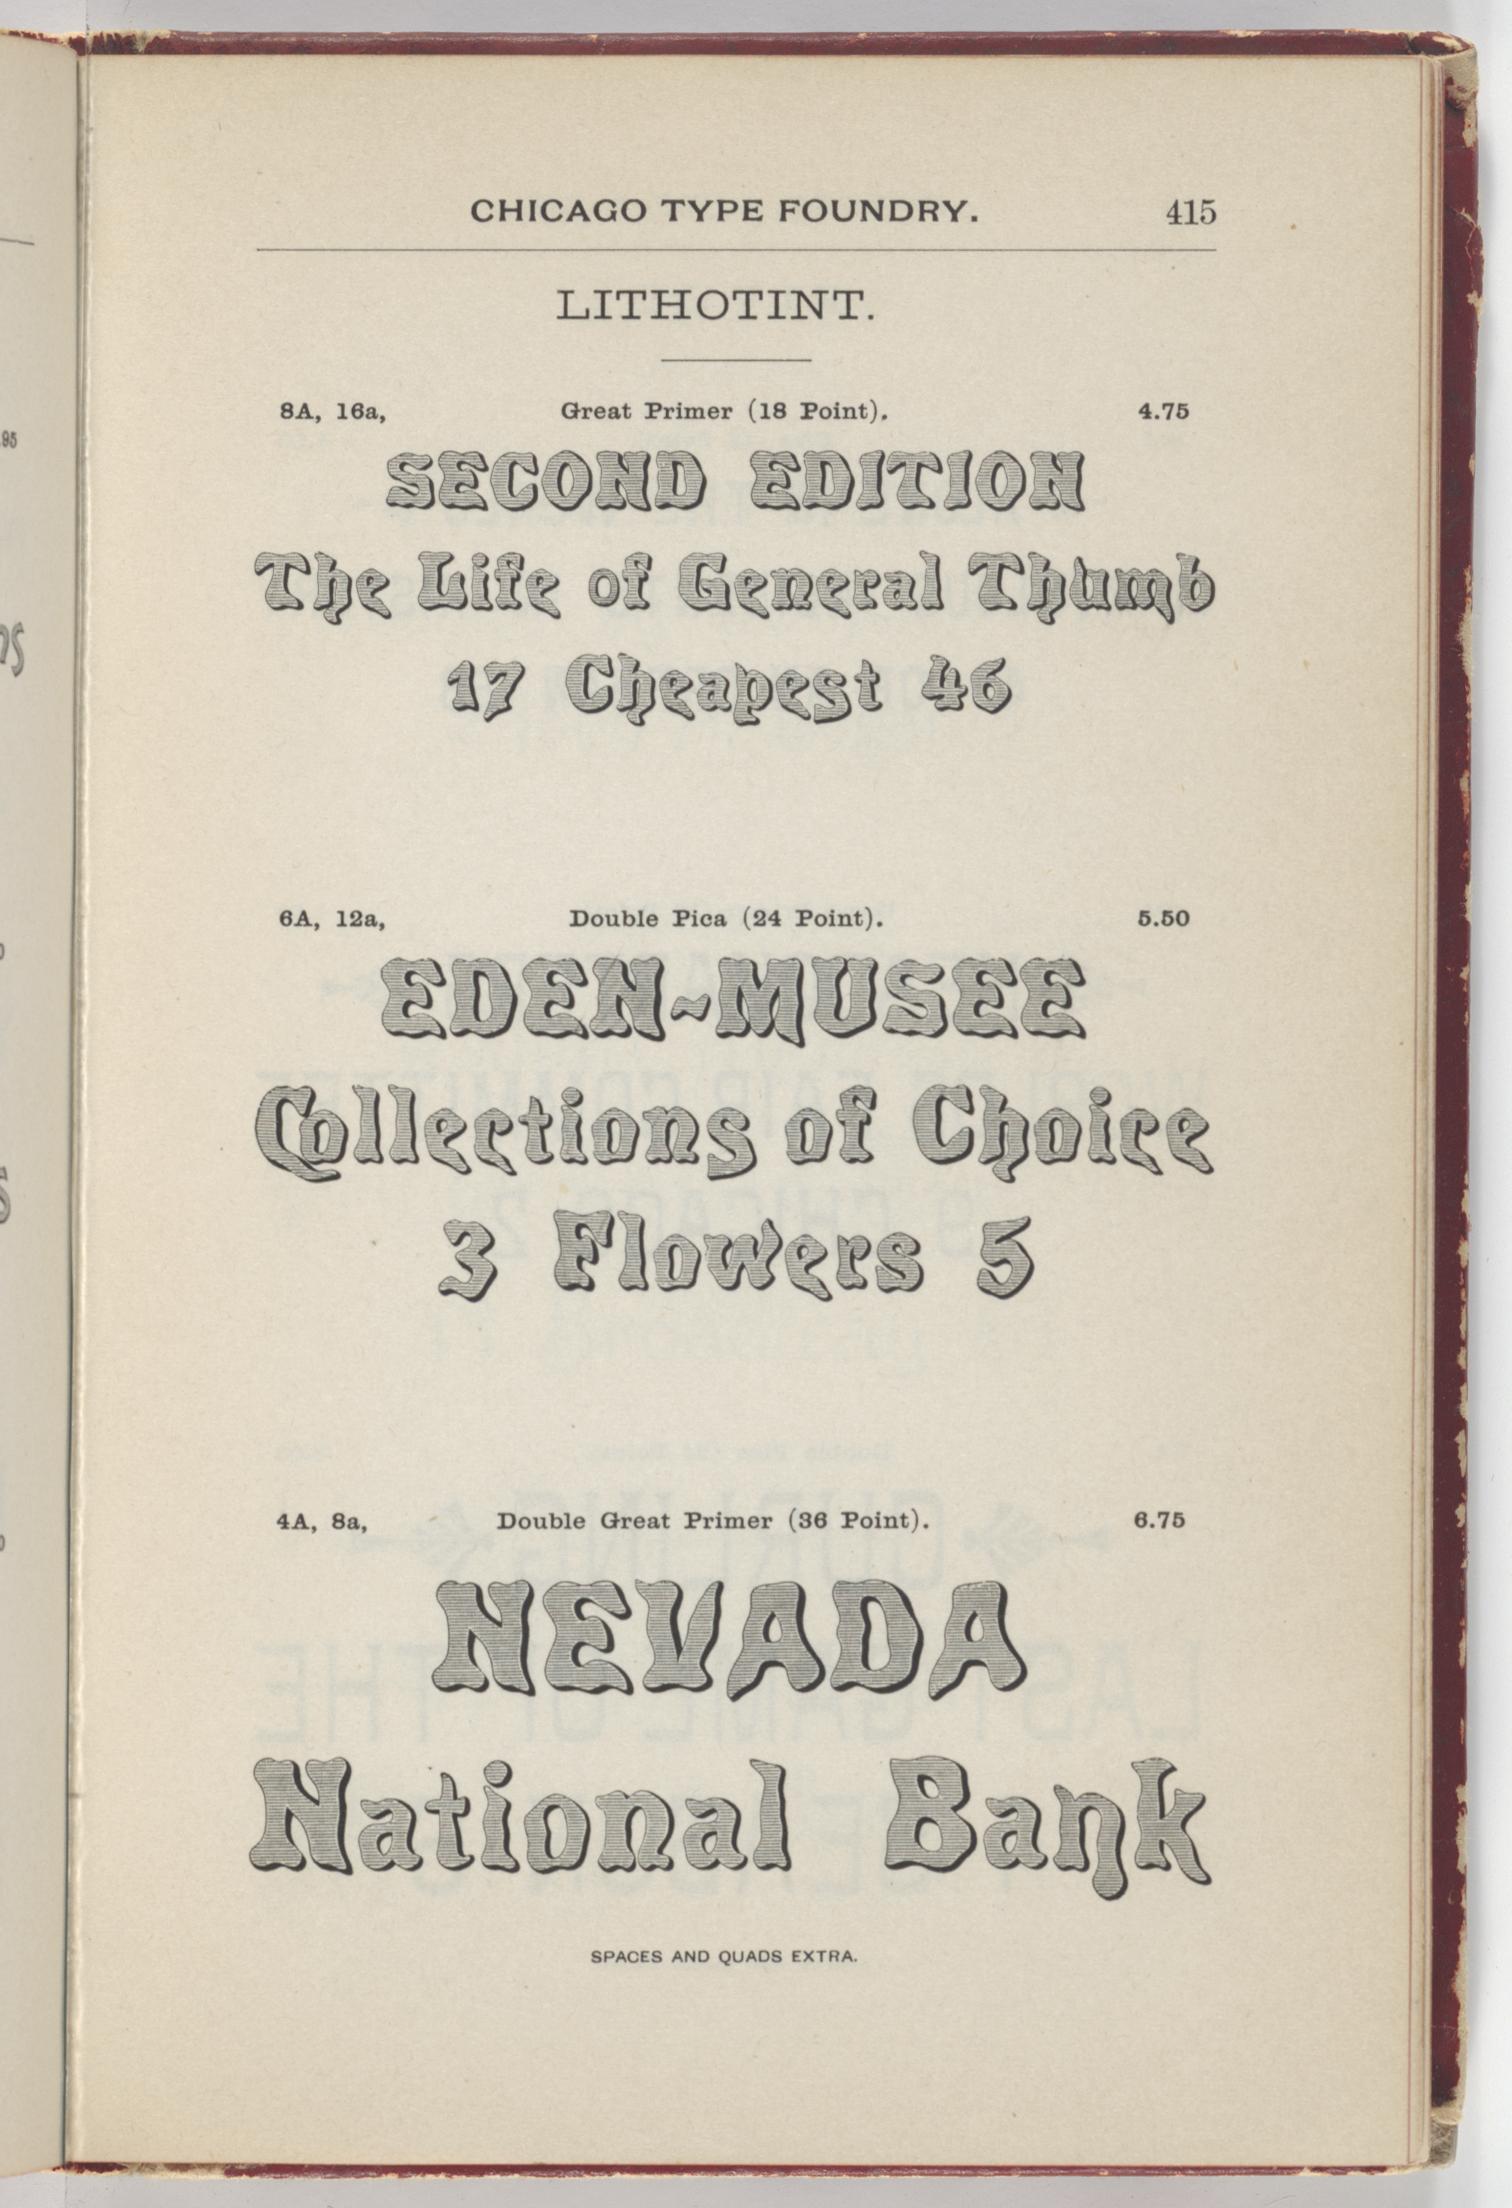 CHICAGO TYPE FOUNDRY. 415
LITHOTINT.
8A, 16a, Great Primer (18 Point). 4.75
SECOND EDITION
The Life of General Thumb
17 Cheapest 46
6A, 12a, Double Pica (24 Point). 5.50
EDEN-MUSEE
Collections of Choice
3 Flowers 5
4A, 8a, Double Great Primer (36 Point). 6.75
NEVADA
National Bank
SPACES AND QUADS EXTRA.